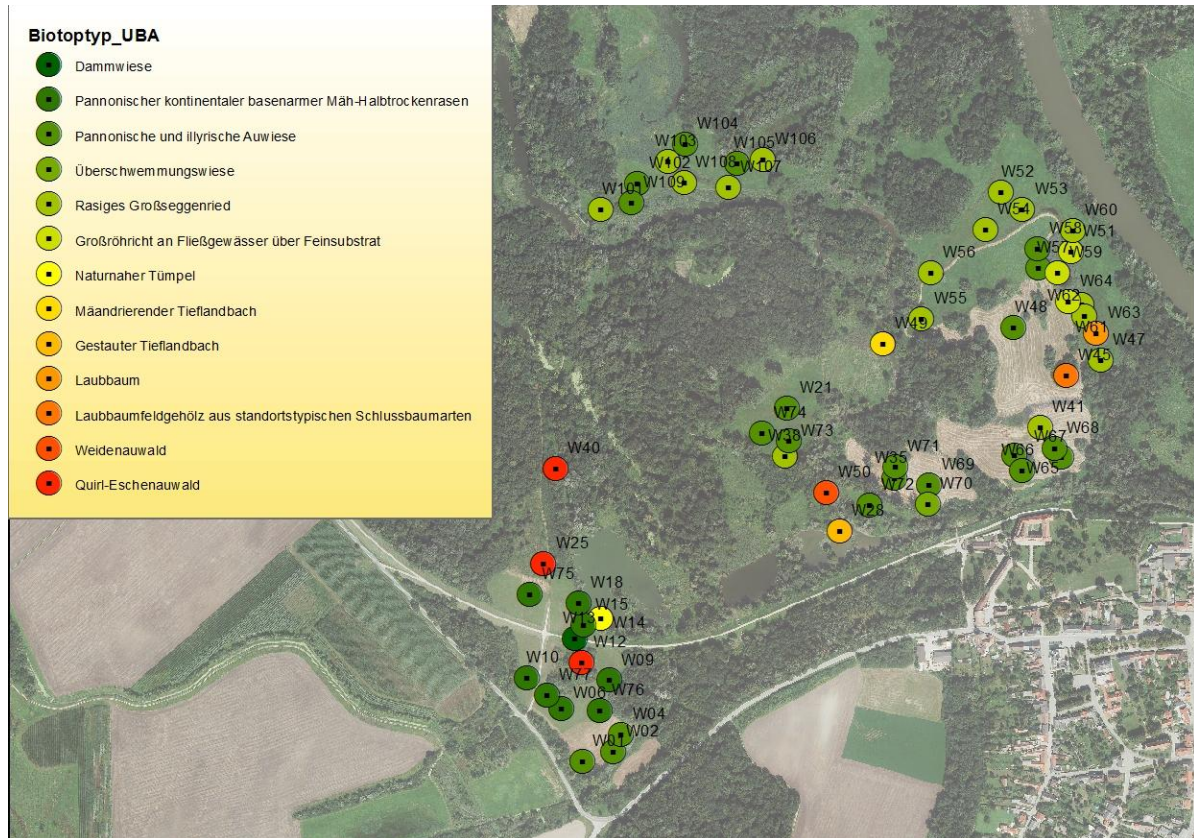 Biotoptyp_UBA
Dammwiese
Pannonischer kontinentaler basenarmer Mäh-Halbtrockenrasen
Pannonische und illyrische Auwiese
Überschwemmungswiese
Rasiges Großseggenried
Großröhricht an Fließgewässer über Feinsubstrat
Naturnaher Tümpel
Mäandrierender Tieflandbach
Gestauter Tieflandbach
Laubbaum
Laubbaumfeldgehölz aus standortstypischen Schlussbaumarten
Weidenauwald
Quirl-Eschenauwald
W104
W103
W105
W106
W102
W108
W107
W101
W109
W52
W53
W54
W60
W58
W51
W57
W59
W56
W64
W62
W63
W55
W48
W61
W49
W47
W45
W21
W74
W41
W73
W38
W68
W67
W71
W66
W35
W69
W65
W40
W50
W72
W70
W28
W25
W75
W18
W15
W13
W14
W12
W10
W09
W77
W76
W06
W04
W02
W01